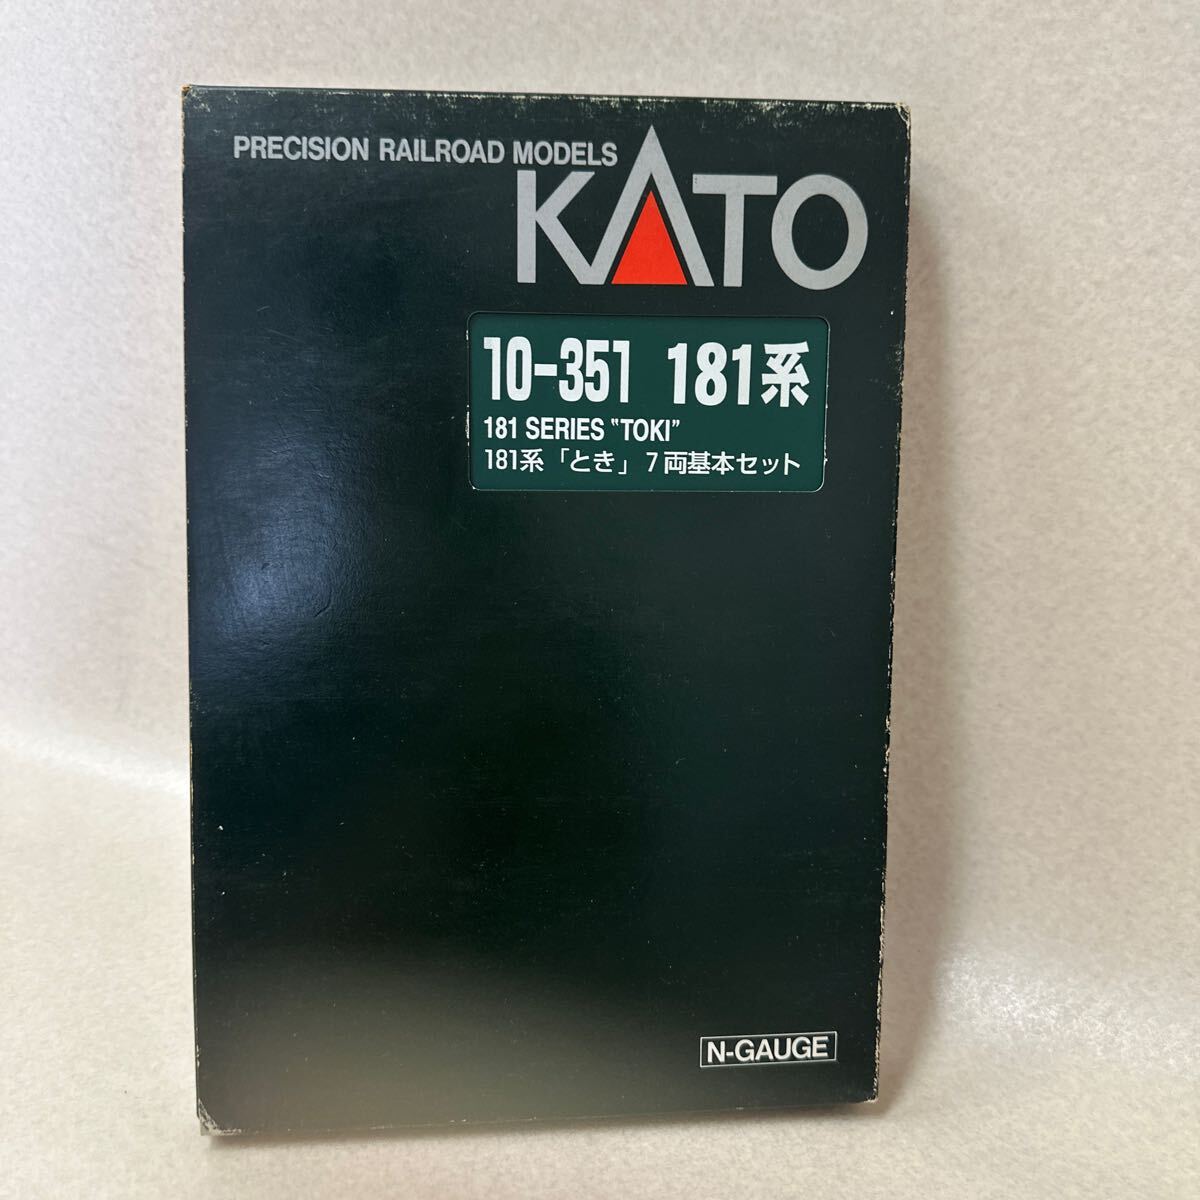 PRECISION RAILROAD MODELS
KATO
10-351 181系
181 SERIES "TOKI"
181系「とき」7両基本セット
N-GAUGE